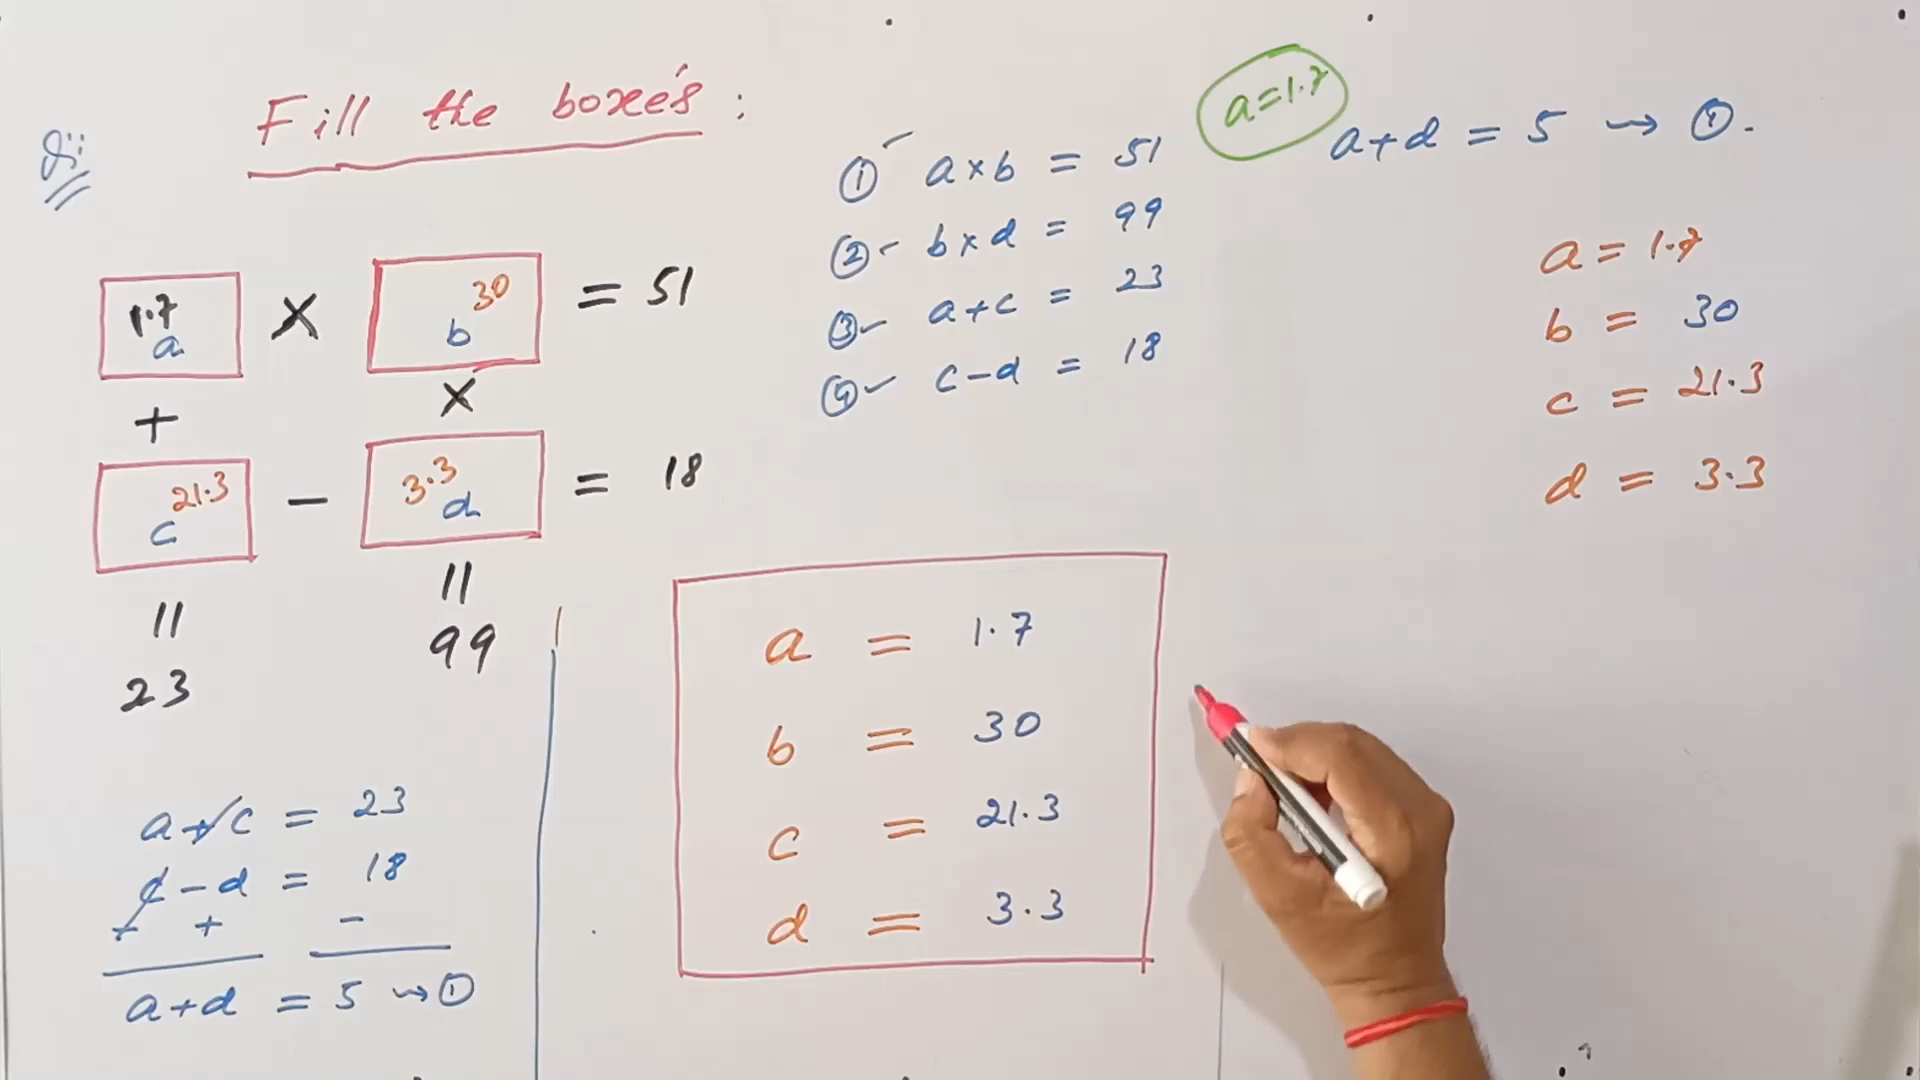 Q:
Fill the boxes :
1.7 a × 30 b = 51
+ ×
c 21.3 − 3.3 d = 18
|| ||
23 99
a + c = 23
c − d = 18
- + −
a+d = 5 ⇝ ①
① a × b = 51
② b × d = 99
③ a + c = 23
④ c − d = 18
a=1.7
a+d = 5 ⇝ ①.
a = 1.7
b = 30
c = 21.3
d = 3.3
a = 1.7
b = 30
c = 21.3
d = 3.3